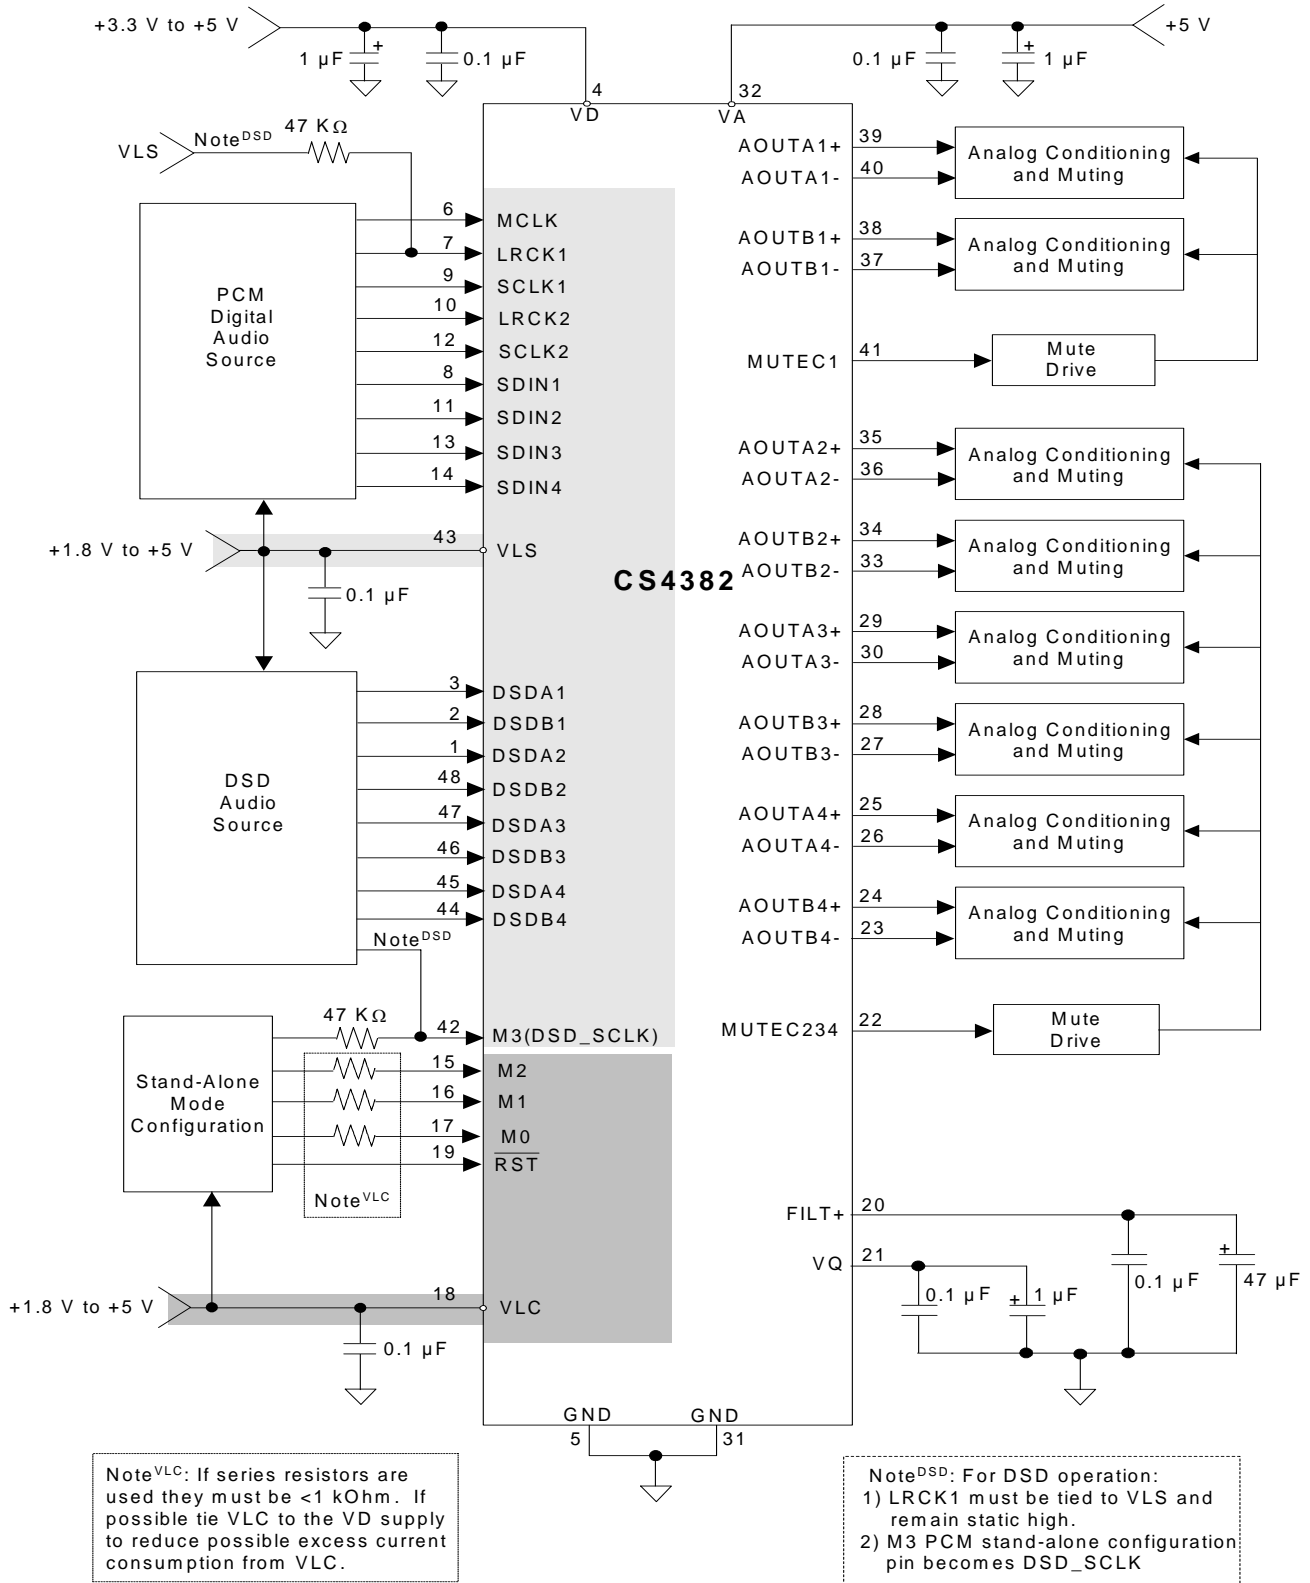 +3.3 V to +5 V
1 µF
+
0.1 µF
0.1 µF
+
1 µF
+5 V
4
VD
32
VA
VLS
Note^DSD
47 KΩ
PCM
Digital
Audio
Source
6
MCLK
7
LRCK1
9
SCLK1
10
LRCK2
12
SCLK2
8
SDIN1
11
SDIN2
13
SDIN3
14
SDIN4
+1.8 V to +5 V
43
VLS
0.1 µF
CS4382
DSD
Audio
Source
3
DSDA1
2
DSDB1
1
DSDA2
48
DSDB2
47
DSDA3
46
DSDB3
45
DSDA4
44
DSDB4
Note^DSD
Stand-Alone
Mode
Configuration
47 KΩ
42
M3(DSD_SCLK)
15
M2
16
M1
17
M0
19
RST
Note^VLC
+1.8 V to +5 V
18
VLC
0.1 µF
AOUTA1+
39
AOUTA1-
40
Analog Conditioning
and Muting
AOUTB1+
38
AOUTB1-
37
Analog Conditioning
and Muting
MUTEC1
41
Mute
Drive
AOUTA2+
35
AOUTA2-
36
Analog Conditioning
and Muting
AOUTB2+
34
AOUTB2-
33
Analog Conditioning
and Muting
AOUTA3+
29
AOUTA3-
30
Analog Conditioning
and Muting
AOUTB3+
28
AOUTB3-
27
Analog Conditioning
and Muting
AOUTA4+
25
AOUTA4-
26
Analog Conditioning
and Muting
AOUTB4+
24
AOUTB4-
23
Analog Conditioning
and Muting
MUTEC234
22
Mute
Drive
FILT+
20
VQ
21
0.1 µF
+
1 µF
0.1 µF
+
47 µF
GND
5
GND
31
Note^VLC: If series resistors are
used they must be <1 kOhm. If
possible tie VLC to the VD supply
to reduce possible excess current
consumption from VLC.
Note^DSD: For DSD operation:
1) LRCK1 must be tied to VLS and
remain static high.
2) M3 PCM stand-alone configuration
pin becomes DSD_SCLK